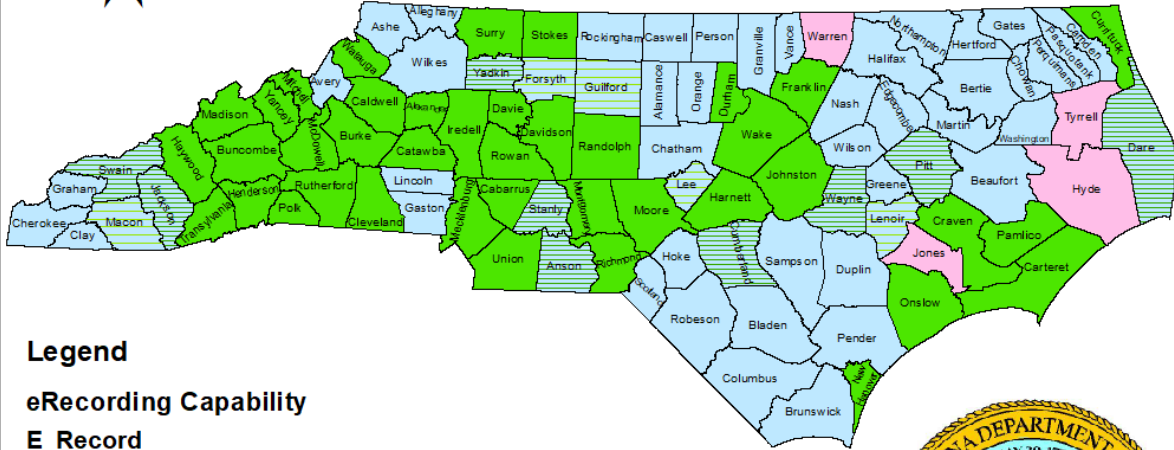 Alleghany
Ashe
Surry
Stokes
Rockingham
Caswell
Person
Granville
Vance
Warren
Northampton
Gates
Hertford
Camden
Pasquotank
Perquimans
Currituck
Chowan
Watauga
Wilkes
Halifax
Yadkin
Forsyth
Guilford
Alamance
Orange
Durham
Franklin
Bertie
Mitchell
Avery
Caldwell
Alexander
Nash
Edgecombe
Madison
Yancey
Iredell
Davie
Davidson
Martin
Tyrrell
Washington
Burke
McDowell
Wake
Haywood
Buncombe
Catawba
Rowan
Randolph
Chatham
Wilson
Dare
Swain
Pitt
Johnston
Graham
Jackson
Henderson
Rutherford
Lincoln
Lee
Greene
Beaufort
Hyde
Cabarrus
Stanly
Montgomery
Moore
Harnett
Wayne
Cherokee
Macon
Transylvania
Polk
Cleveland
Gaston
Mecklenburg
Lenoir
Craven
Clay
Pamlico
Cumberland
Jones
Union
Anson
Richmond
Hoke
Sampson
Duplin
Carteret
Scotland
Onslow
Robeson
Bladen
Pender
Columbus
New
Hanover
Brunswick
Legend
eRecording Capability
E_Record
NA DEPARTMENT